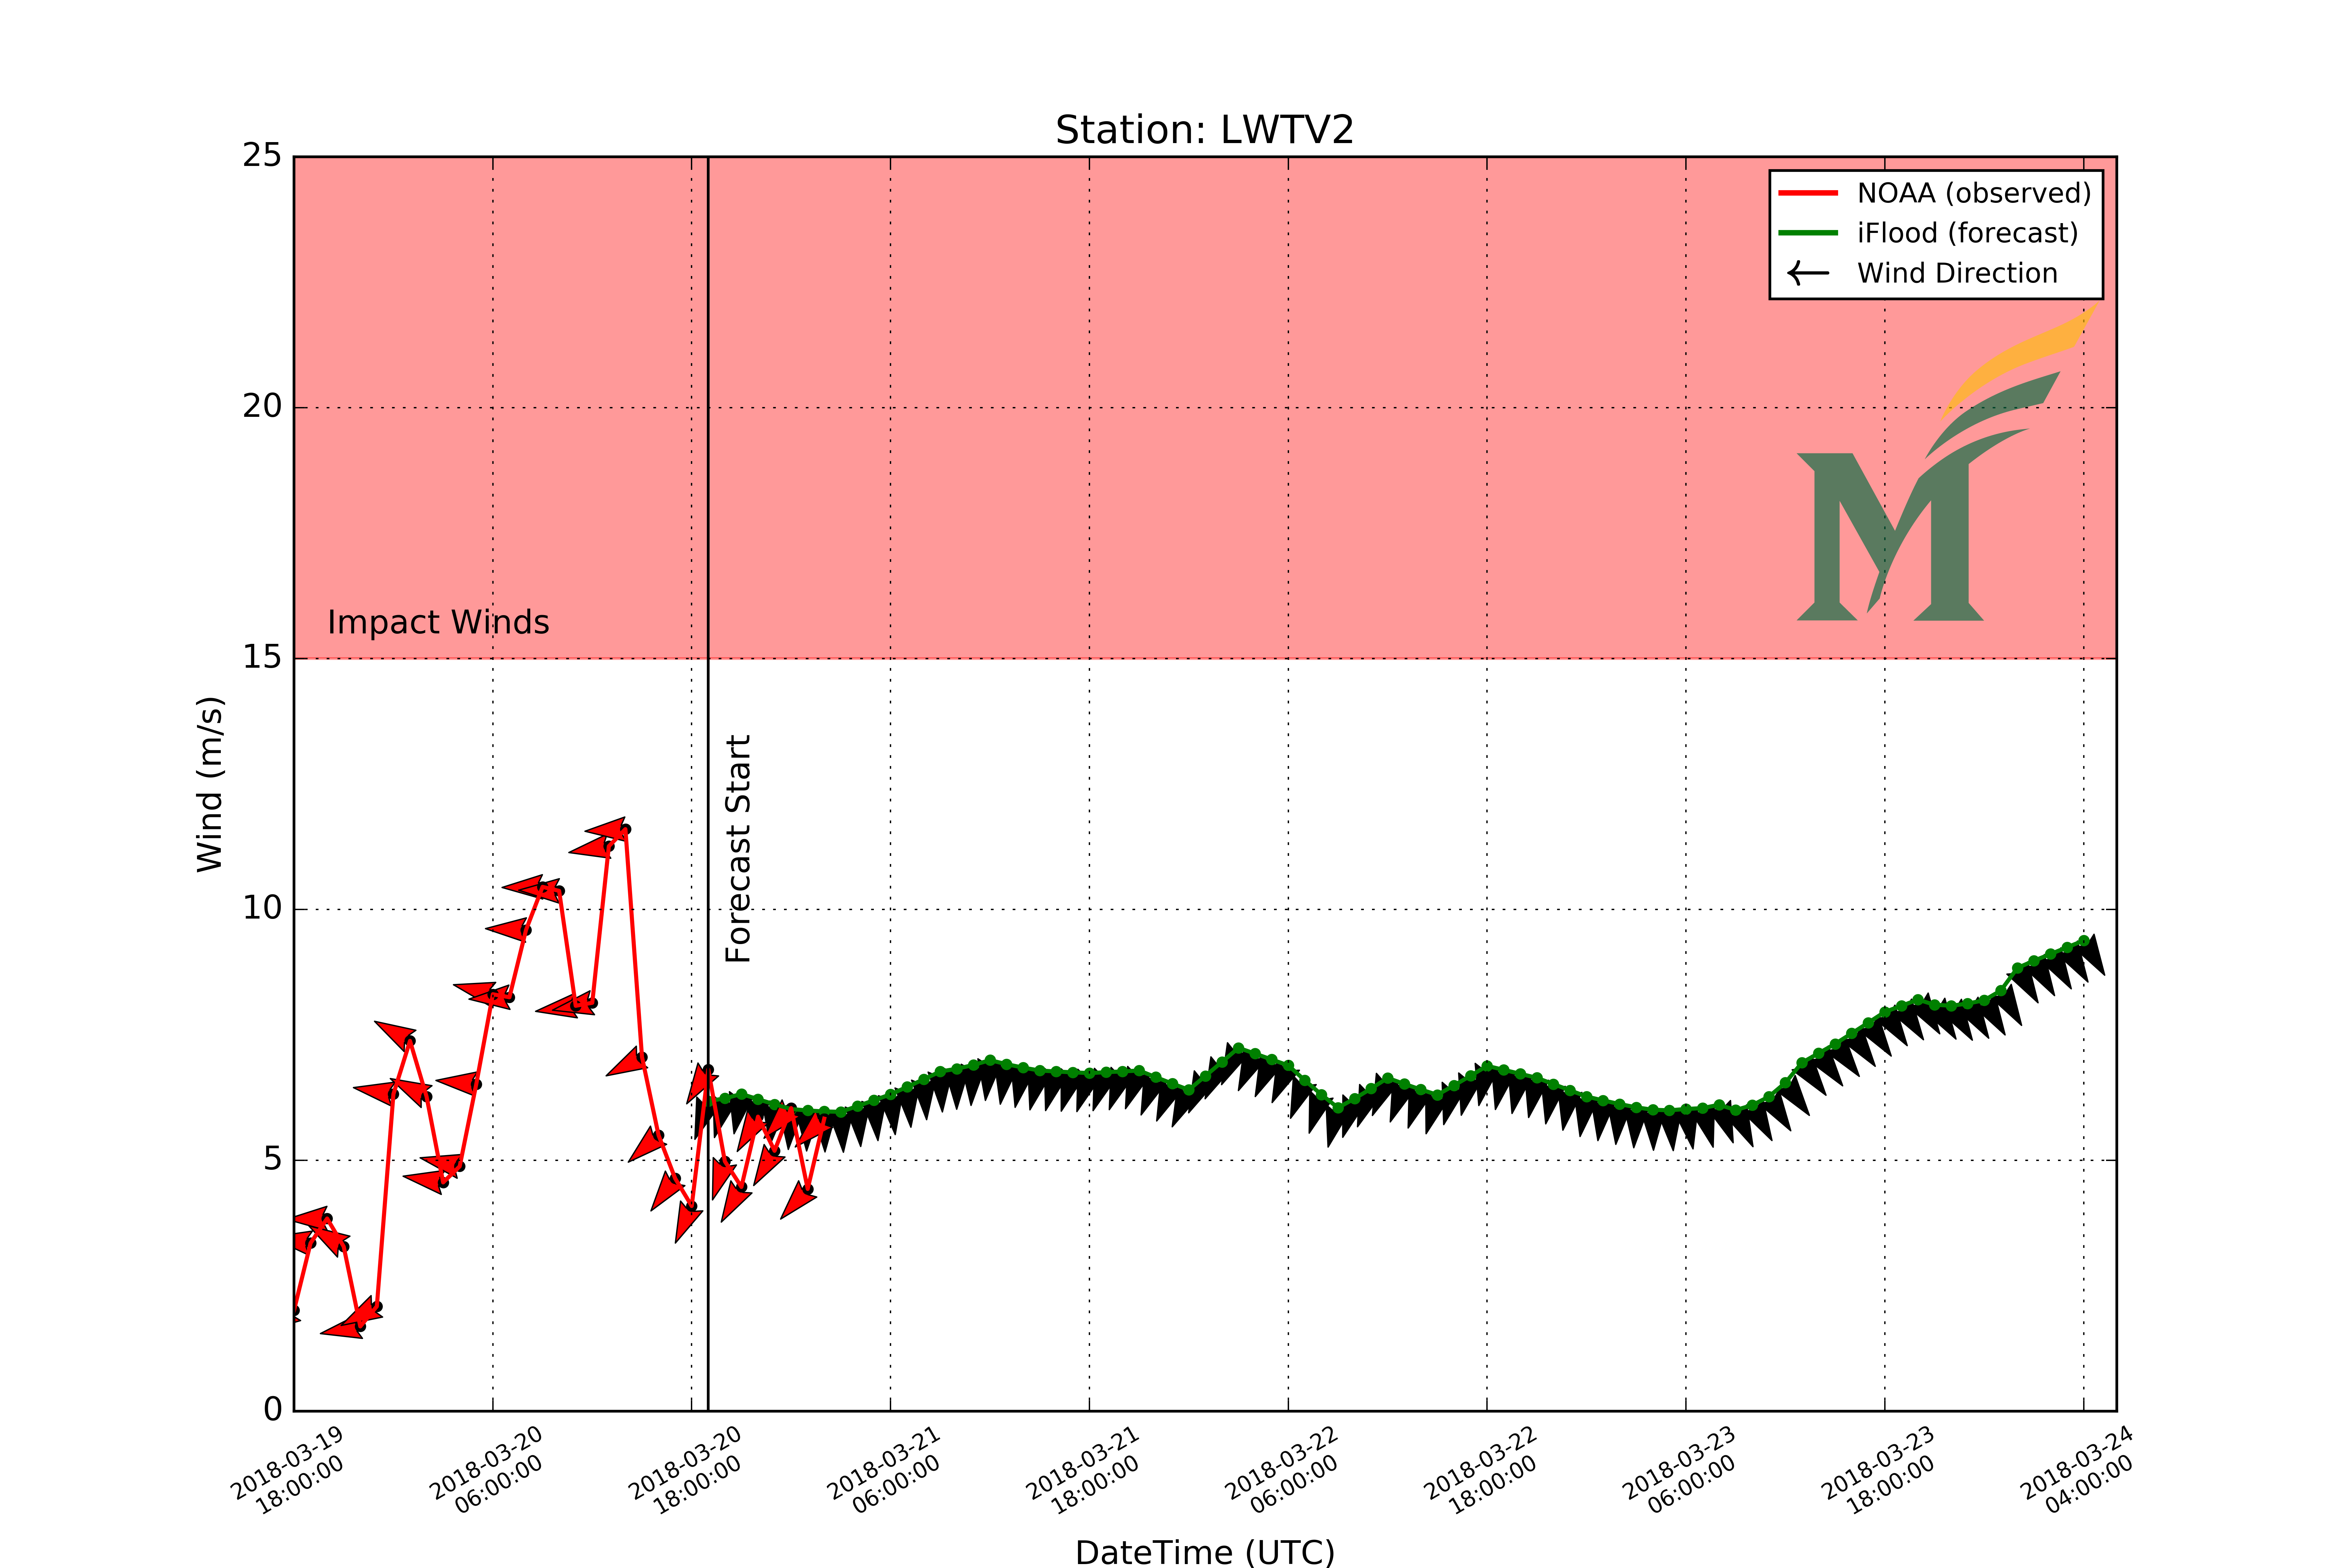 Station: LWTV2
25
20
15
10
5
0
Wind (m/s)
NOAA (observed)
iFlood (forecast)
Wind Direction
M
Impact Winds
Forecast Start
2018-03-19
18:00:00
2018-03-20
06:00:00
2018-03-20
18:00:00
2018-03-21
06:00:00
2018-03-21
18:00:00
2018-03-22
06:00:00
2018-03-22
18:00:00
2018-03-23
06:00:00
2018-03-23
18:00:00
2018-03-24
04:00:00
DateTime (UTC)